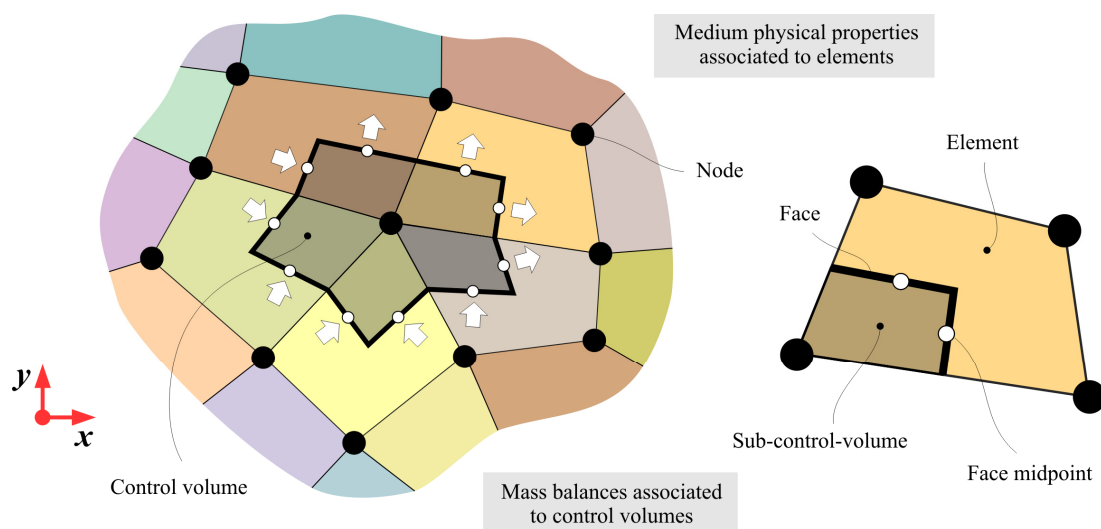 Medium physical properties
associated to elements
Element
Node
Face
y
x
Sub-control-volume
Control volume
Face midpoint
Mass balances associated
to control volumes